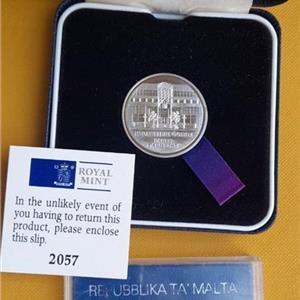 ROYAL
MINT
In the unlikely event of
you having to return this
product, please enclose
this slip.
2057
REPUBBLIKA TA' MALTA